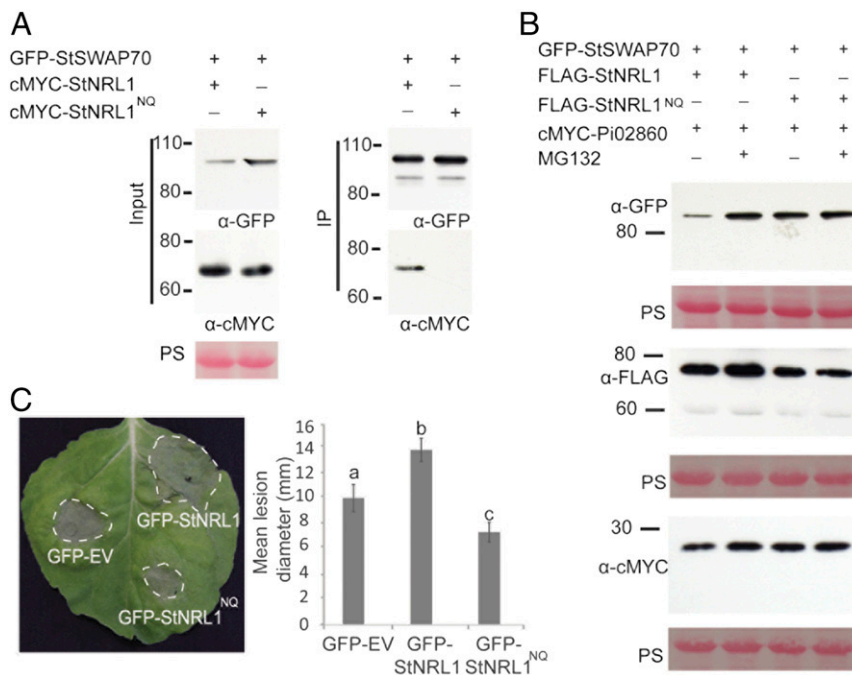 A
GFP-StSWAP70 + + + +
cMYC-StNRL1 + – + –
cMYC-StNRL1NQ – + – +
Input
110
80
α-GFP
80
60
α-cMYC
PS
IP
110
80
α-GFP
80
60
α-cMYC
B
GFP-StSWAP70 + + + +
FLAG-StNRL1 + + – –
FLAG-StNRL1NQ – – + +
cMYC-Pi02860 + + + +
MG132 – + – +
α-GFP
80
PS
80
α-FLAG
60
PS
30
α-cMYC
PS
C
GFP-StNRL1
GFP-EV
GFP-StNRL1NQ
Mean lesion
diameter (mm)
16
14
12
10
8
6
4
2
0
a
b
c
GFP-EV
GFP-
StNRL1
GFP-
StNRL1NQ